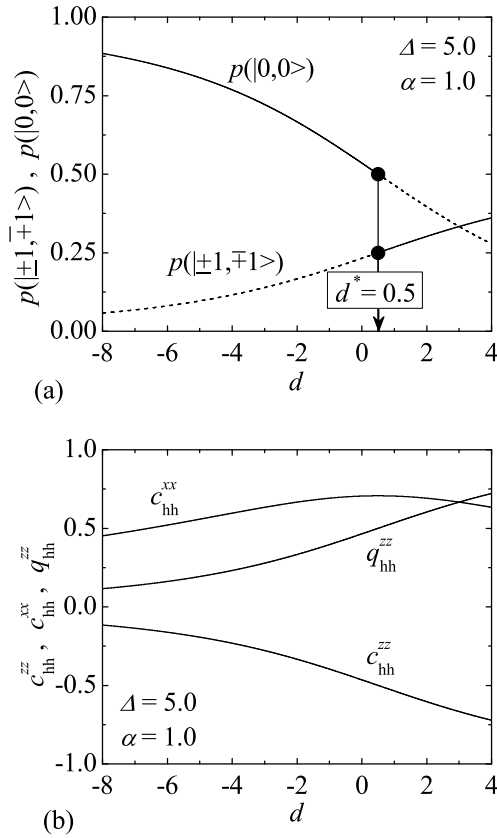 1.00
0.75
0.50
0.25
0.00
p(|±1,∓1>) , p(|0,0>)
p(|0,0>)
Δ = 5.0
α = 1.0
p(|±1,∓1>)
d* = 0.5
-8 -6 -4 -2 0 2 4
d
(a)
1.0
0.5
0.0
-0.5
-1.0
c_hh^zz , c_hh^xx , q_hh^zz
c_hh^xx
q_hh^zz
c_hh^zz
Δ = 5.0
α = 1.0
-8 -6 -4 -2 0 2 4
d
(b)